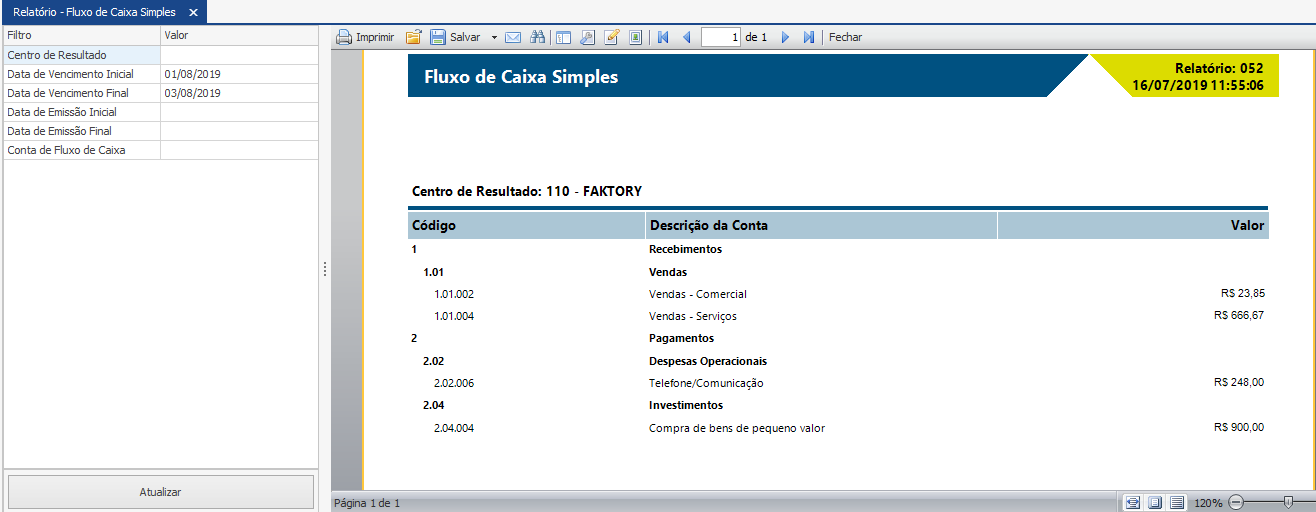 Relatório - Fluxo de Caixa Simples ×
Filtro Valor
Centro de Resultado
Data de Vencimento Inicial 01/08/2019
Data de Vencimento Final 03/08/2019
Data de Emissão Inicial
Data de Emissão Final
Conta de Fluxo de Caixa
Atualizar
Imprimir Salvar 1 de 1 Fechar
Fluxo de Caixa Simples
Relatório: 052
16/07/2019 11:55:06
Centro de Resultado: 110 - FAKTORY
Código Descrição da Conta Valor
1 Recebimentos
1.01 Vendas
1.01.002 Vendas - Comercial R$ 23,85
1.01.004 Vendas - Serviços R$ 666,67
2 Pagamentos
2.02 Despesas Operacionais
2.02.006 Telefone/Comunicação R$ 248,00
2.04 Investimentos
2.04.004 Compra de bens de pequeno valor R$ 900,00
Página 1 de 1 120%